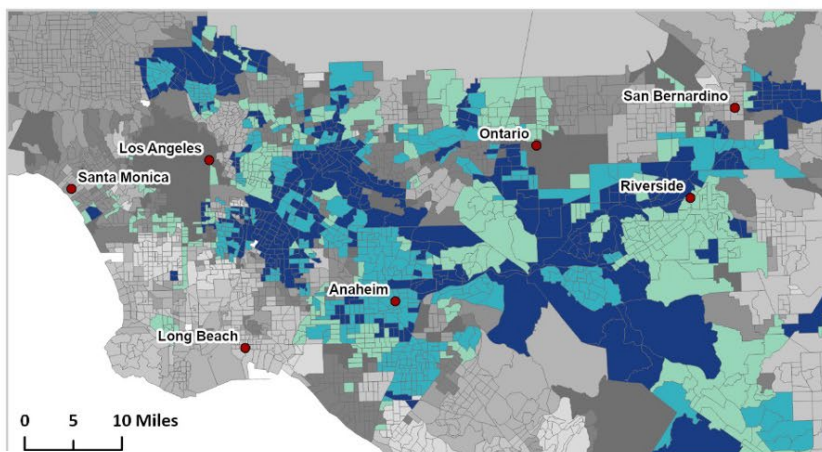 San Bernardino
Ontario
Los Angeles
Santa Monica
Riverside
Anaheim
Long Beach
0 5 10 Miles